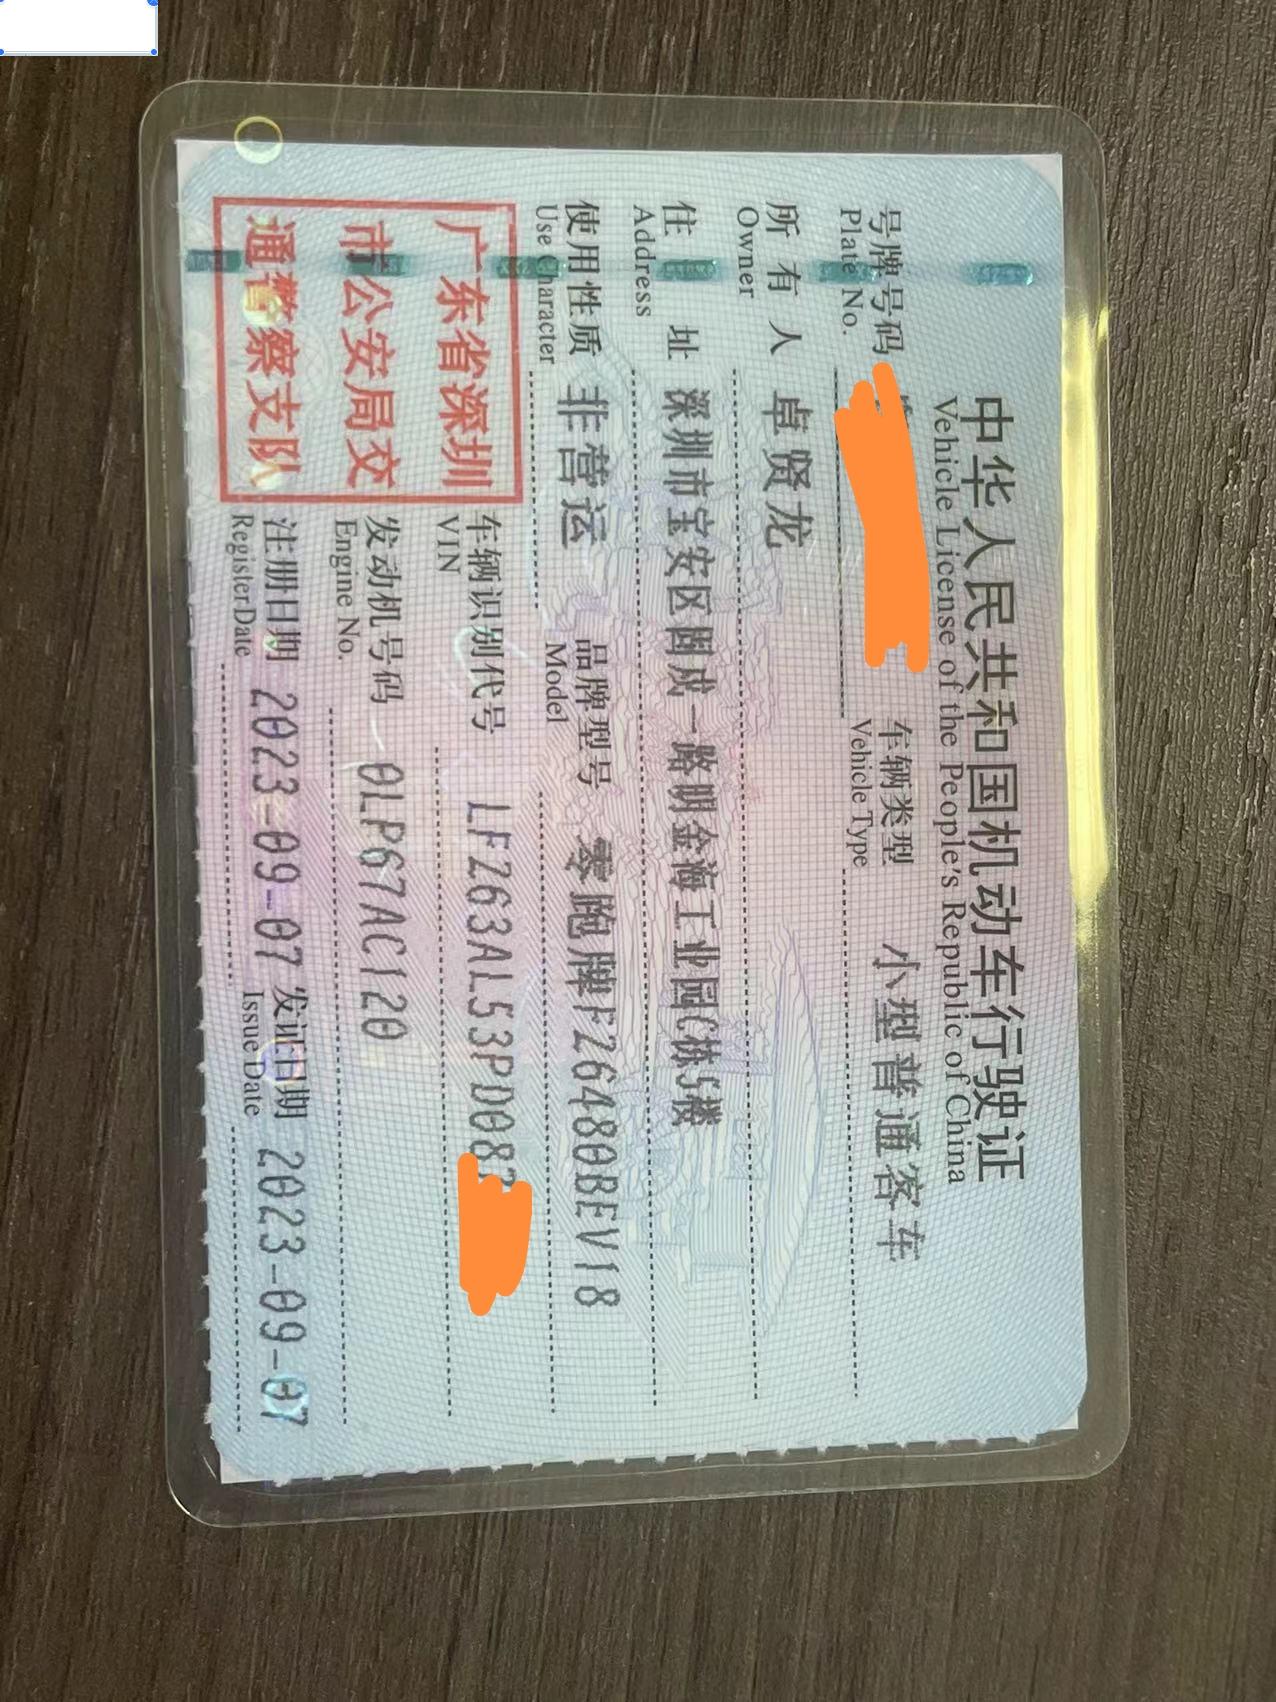 中华人民共和国机动车行驶证
Vehicle License of the People's Republic of China
号牌号码
Plate No.
车辆类型 小型普通客车
Vehicle Type
所有人 卓贤龙
Owner
住址 深圳市宝安区固戍一路明金海工业园C栋5楼
Address
使用性质 非营运
Use Character
品牌型号 零跑牌FZ6480BEV18
Model
广东省深圳
市公安局交
通警察支队
车辆识别代号 LFZ63AL53PD08
VIN
发动机号码 0LP67AC120
Engine No.
注册日期 2023-09-07
Register Date
发证日期 2023-09-07
Issue Date